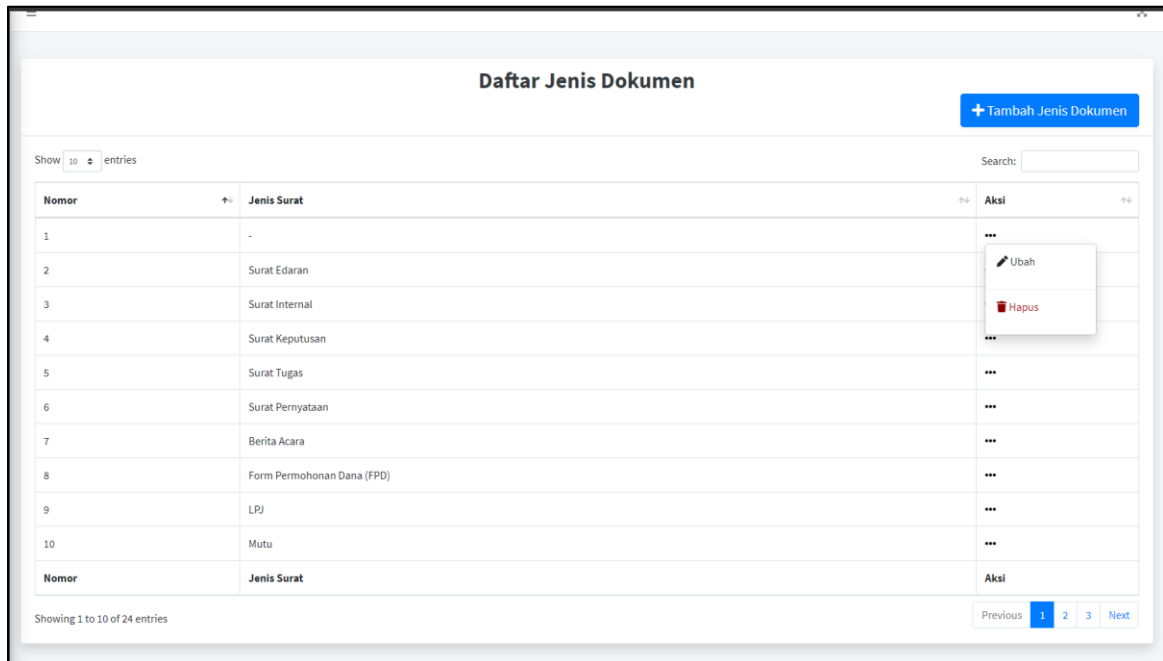 Daftar Jenis Dokumen
Tambah Jenis Dokumen
Show 10 entries Search:
Nomor Jenis Surat Aksi
1 - •••
Ubah
2 Surat Edaran
3 Surat Internal
Hapus
4 Surat Keputusan •••
5 Surat Tugas •••
6 Surat Pernyataan •••
7 Berita Acara •••
8 Form Permohonan Dana (FPD) •••
9 LPJ •••
10 Mutu •••
Nomor Jenis Surat Aksi
Showing 1 to 10 of 24 entries Previous 1 2 3 Next